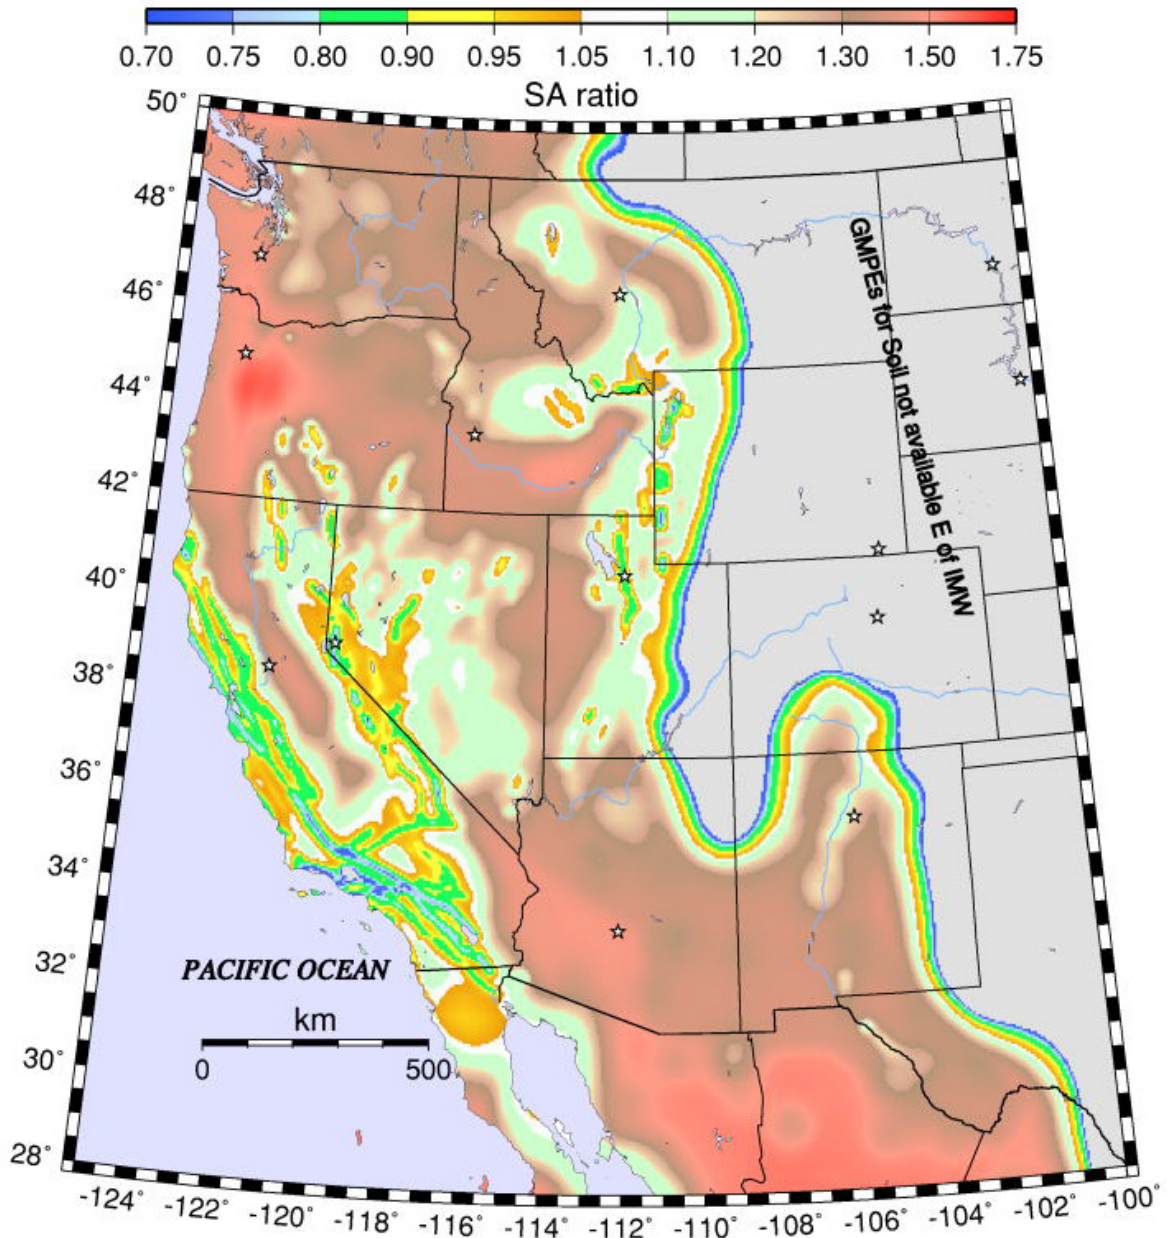 0.70 0.75 0.80 0.90 0.95 1.05 1.10 1.20 1.30 1.50 1.75
SA ratio
50°
48°
46°
44°
42°
40°
38°
36°
34°
32°
30°
28°
GMPEs for Soil not available E of IMW
PACIFIC OCEAN
km
0 500
-124° -122° -120° -118° -116° -114° -112° -110° -108° -106° -104° -102° -100°